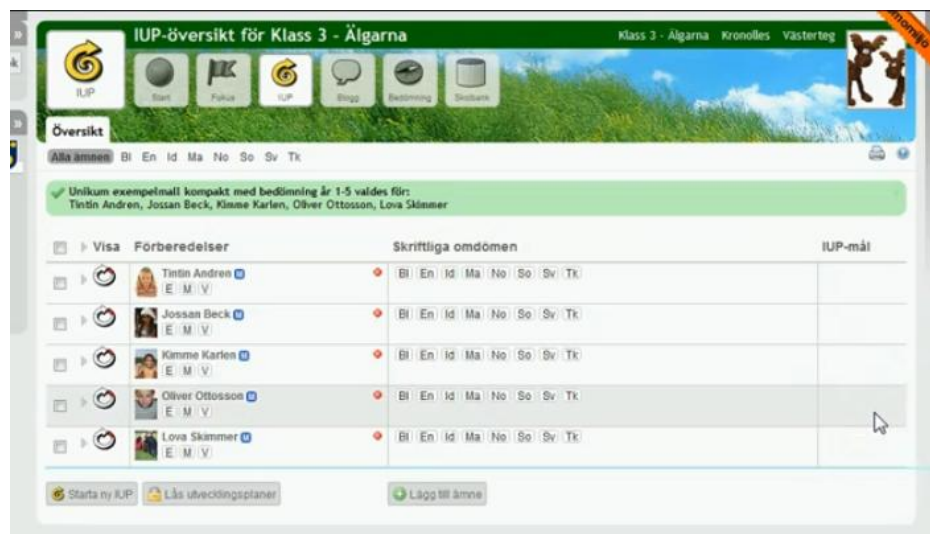 IUP-översikt för Klass 3 - Älgarna
Klass 3 - Älgarna Kronolles Västerteg
IUP
Start Fokus IUP Blogg Bedömning Skolbank
Översikt
Alla ämnen Bl En Id Ma No So Sv Tk
Unikum exempelmall kompakt med bedömning år 1-5 valdes för:
Tintin Andren, Jossan Beck, Kimme Karlen, Oliver Ottosson, Lova Skimmer
Visa Förberedelser Skriftliga omdömen IUP-mål
Tintin Andren M Bl En Id Ma No So Sv Tk
E M V
Jossan Beck M Bl En Id Ma No So Sv Tk
E M V
Kimme Karlen M Bl En Id Ma No So Sv Tk
E M V
Oliver Ottosson M Bl En Id Ma No So Sv Tk
E M V
Lova Skimmer M Bl En Id Ma No So Sv Tk
E M V
Starta ny IUP Lås utvecklingsplaner Lägg till ämne